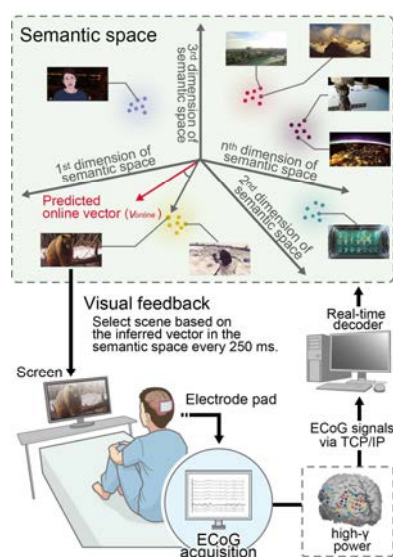 Semantic space
3rd dimension of
semantic space
1st dimension of
semantic space
nth dimension of
semantic space
2nd dimension of
semantic space
Predicted
online vector (Vonline)
Visual feedback
Select scene based on
the inferred vector in the
semantic space every 250 ms.
Real-time
decoder
Screen
Electrode pad
ECoG signals
via TCP/IP
ECoG
acquisition
high-γ
power